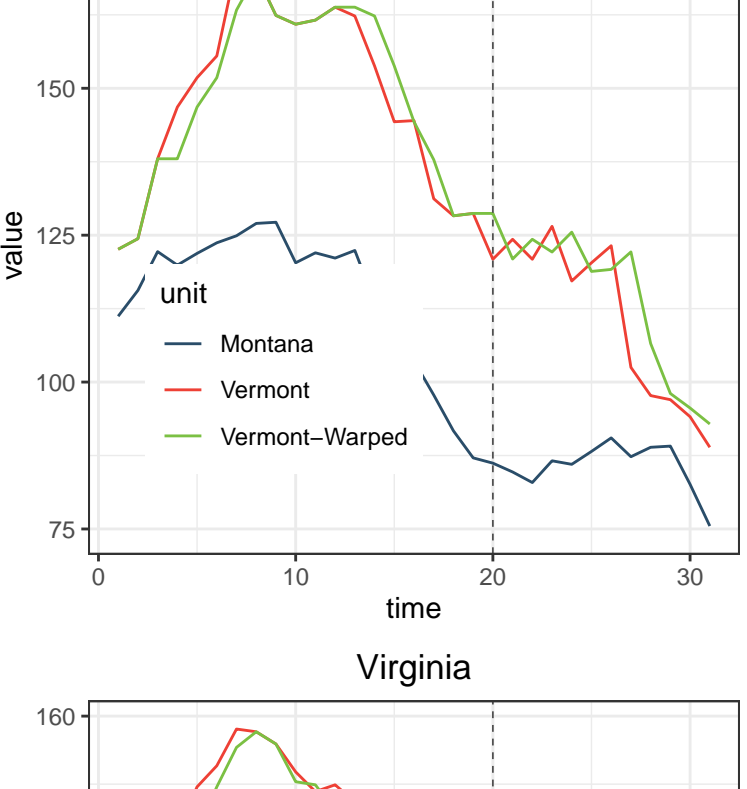 150
125
100
75
value
unit
Montana
Vermont
Vermont−Warped
0 10 20 30
time
Virginia
160